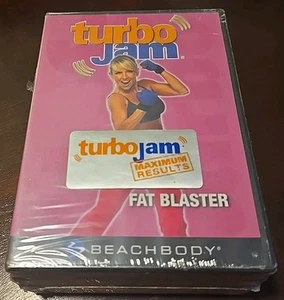 turbo
jam®
turbo jam
MAXIMUM
RESULTS
FAT BLASTER
BEACHBODY®